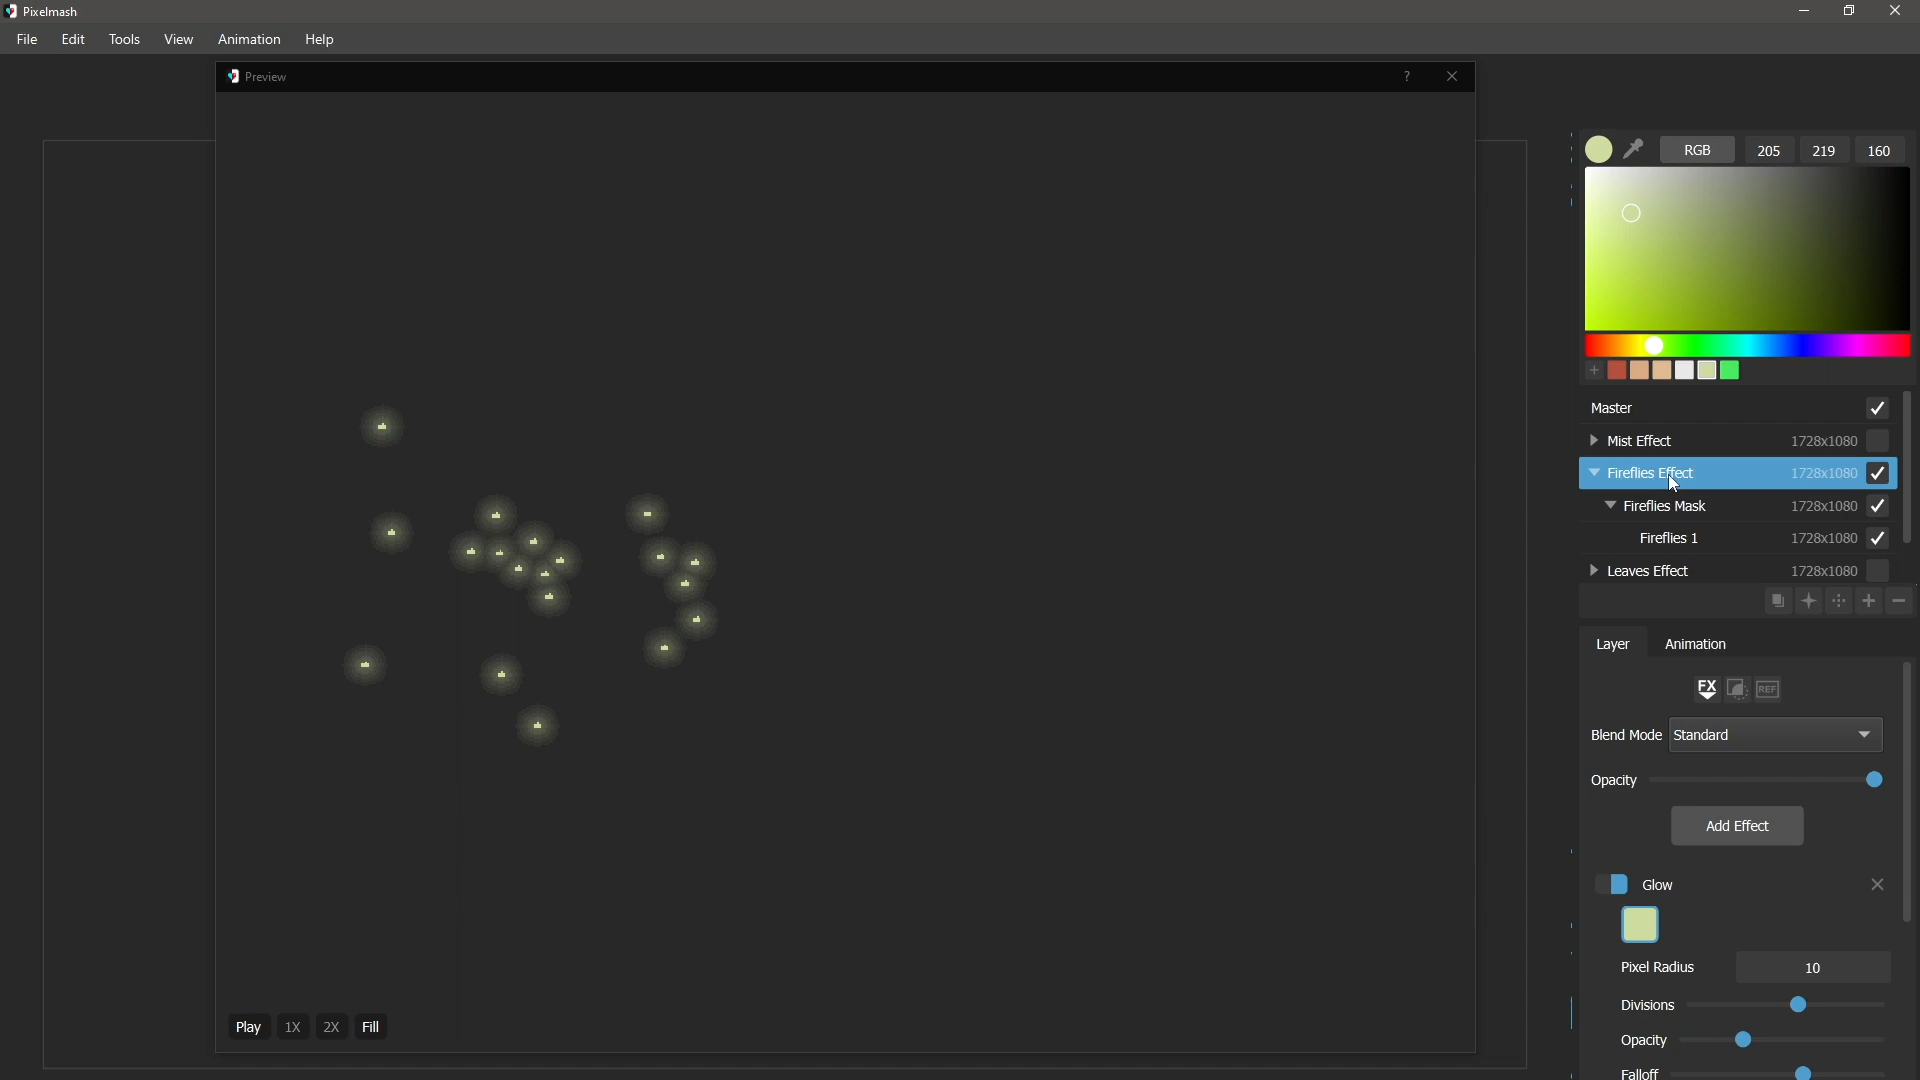 Pixelmash
File Edit Tools View Animation Help
Preview ?
RGB 205 219 160
Master
Mist Effect 1728x1080
Fireflies Effect 1728x1080
Fireflies Mask 1728x1080
Fireflies 1 1728x1080
Leaves Effect 1728x1080
Layer Animation
FX REF
Blend Mode Standard
Opacity
Add Effect
Glow
Pixel Radius 10
Divisions
Opacity
Falloff
Play 1X 2X Fill